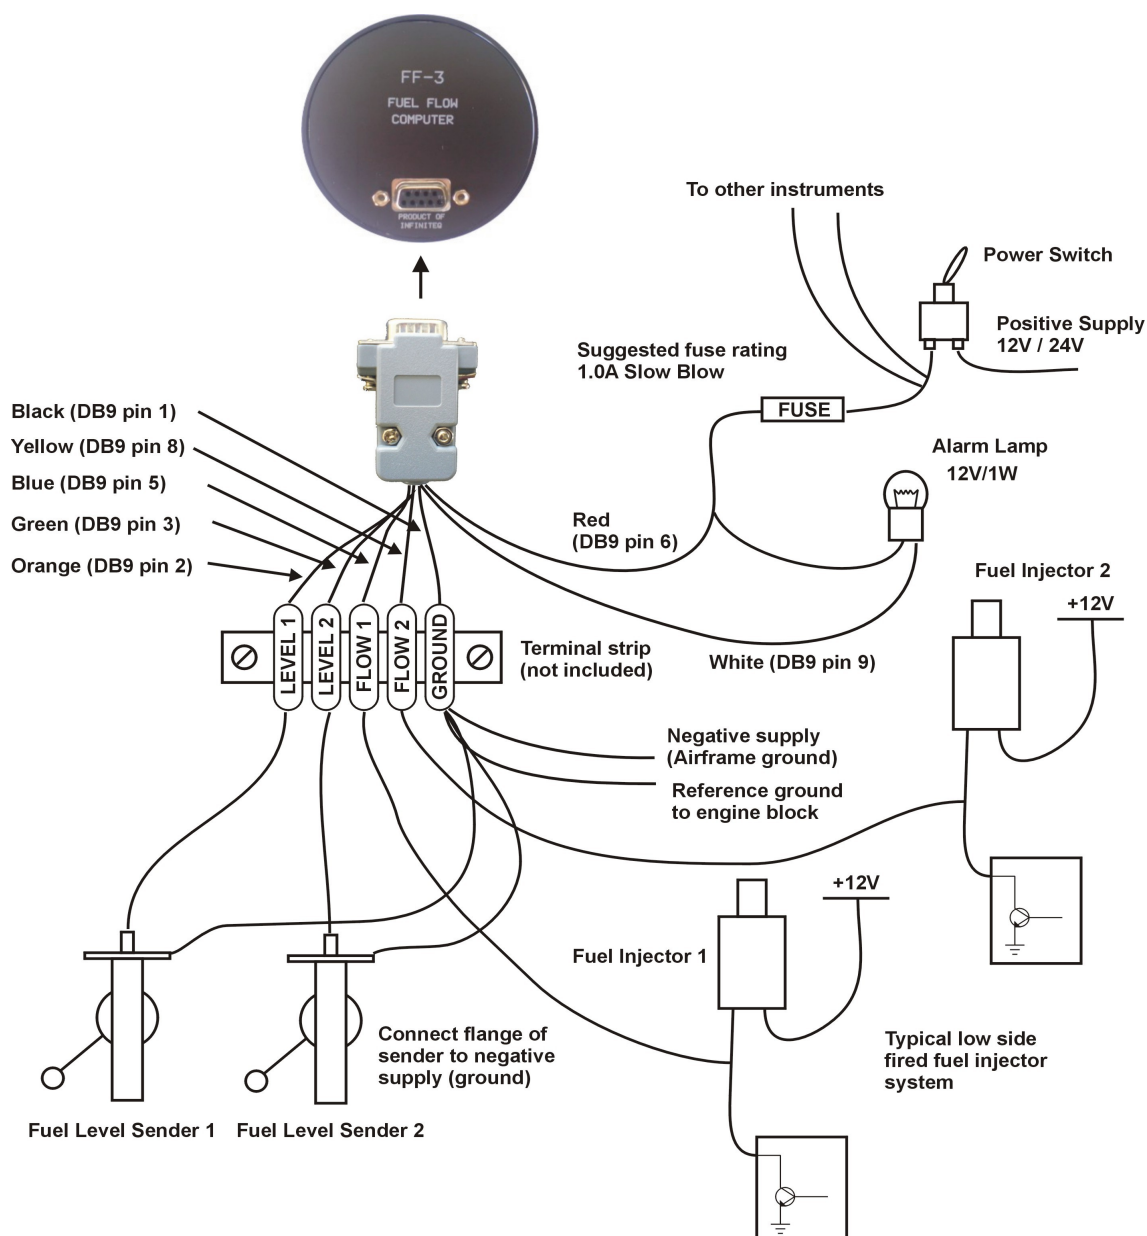 FF-3
FUEL FLOW
COMPUTER
PRODUCT OF
INFINITEQ
To other instruments
Power Switch
Positive Supply
12V / 24V
Suggested fuse rating
1.0A Slow Blow
FUSE
Black (DB9 pin 1)
Yellow (DB9 pin 8)
Blue (DB9 pin 5)
Green (DB9 pin 3)
Orange (DB9 pin 2)
Alarm Lamp
12V/1W
Red
(DB9 pin 6)
Fuel Injector 2
+12V
LEVEL 1
LEVEL 2
FLOW 1
FLOW 2
GROUND
Terminal strip
(not included)
White (DB9 pin 9)
Negative supply
(Airframe ground)
Reference ground
to engine block
+12V
Fuel Injector 1
Connect flange of
sender to negative
supply (ground)
Typical low side
fired fuel injector
system
Fuel Level Sender 1
Fuel Level Sender 2